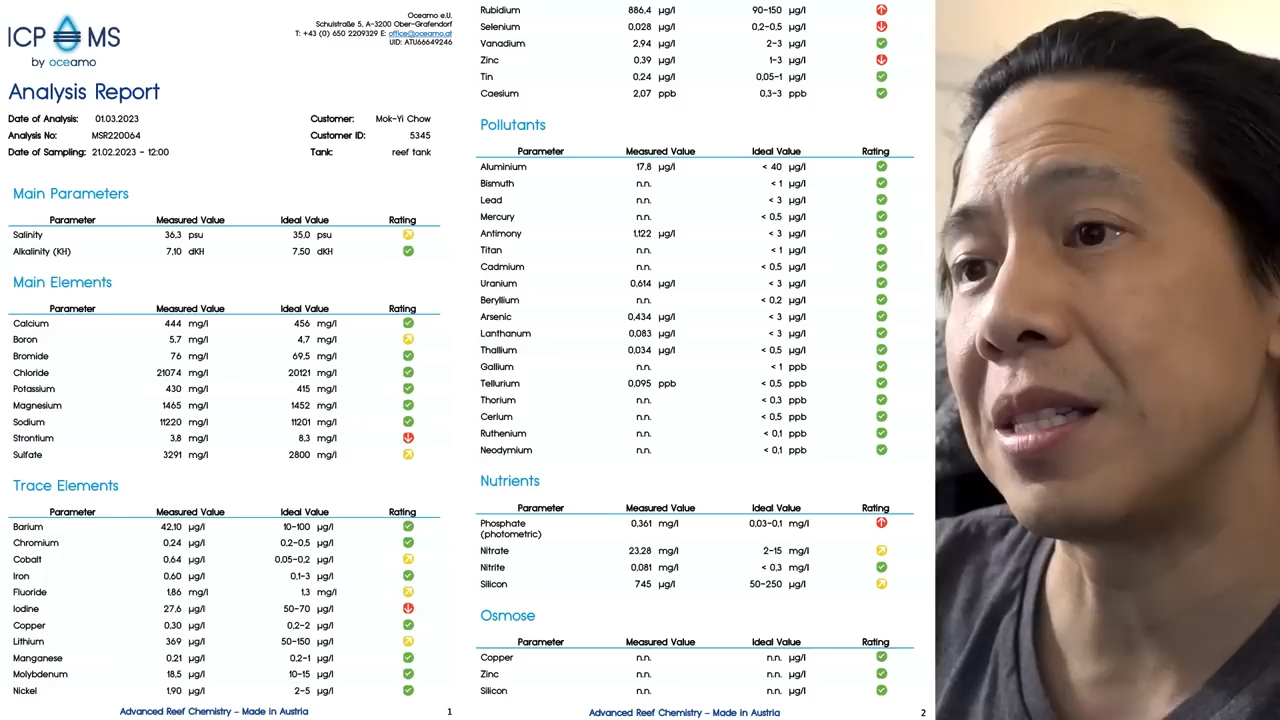 ICP MS
by oceamo
Oceamo e.U.
Schulstraße 5, A-3200 Ober-Grafendorf
T: +43 (0) 650 2209329 E: office@oceamo.at
UID: ATU66649246
Analysis Report
Date of Analysis: 01.03.2023
Analysis No: MSR220064
Date of Sampling: 21.02.2023 - 12:00
Customer: Mok-Yi Chow
Customer ID: 5345
Tank: reef tank
Main Parameters
Parameter Measured Value Ideal Value Rating
Salinity 36,3 psu 35,0 psu
Alkalinity (KH) 7,10 dKH 7,50 dKH
Main Elements
Parameter Measured Value Ideal Value Rating
Calcium 444 mg/l 456 mg/l
Boron 5,7 mg/l 4,7 mg/l
Bromide 76 mg/l 69,5 mg/l
Chloride 21074 mg/l 20121 mg/l
Potassium 430 mg/l 415 mg/l
Magnesium 1465 mg/l 1452 mg/l
Sodium 11220 mg/l 11201 mg/l
Strontium 3,8 mg/l 8,3 mg/l
Sulfate 3291 mg/l 2800 mg/l
Trace Elements
Parameter Measured Value Ideal Value Rating
Barium 42,10 µg/l 10-100 µg/l
Chromium 0,24 µg/l 0,2-0,5 µg/l
Cobalt 0,64 µg/l 0,05-0,2 µg/l
Iron 0,60 µg/l 0,1-3 µg/l
Fluoride 1,86 mg/l 1,3 mg/l
Iodine 27,6 µg/l 50-70 µg/l
Copper 0,30 µg/l 0,2-2 µg/l
Lithium 369 µg/l 50-150 µg/l
Manganese 0,21 µg/l 0,2-1 µg/l
Molybdenum 18,5 µg/l 10-15 µg/l
Nickel 1,90 µg/l 2-5 µg/l
Advanced Reef Chemistry - Made in Austria 1
Rubidium 886,4 µg/l 90-150 µg/l
Selenium 0,028 µg/l 0,2-0,5 µg/l
Vanadium 2,94 µg/l 2-3 µg/l
Zinc 0,39 µg/l 1-3 µg/l
Tin 0,24 µg/l 0,05-1 µg/l
Caesium 2,07 ppb 0,3-3 ppb
Pollutants
Parameter Measured Value Ideal Value Rating
Aluminium 17,8 µg/l < 40 µg/l
Bismuth n.n. < 1 µg/l
Lead n.n. < 3 µg/l
Mercury n.n. < 0,5 µg/l
Antimony 1,122 µg/l < 3 µg/l
Titan n.n. < 1 µg/l
Cadmium n.n. < 0,5 µg/l
Uranium 0.614 µg/l < 3 µg/l
Beryllium n.n. < 0,2 µg/l
Arsenic 0,434 µg/l < 3 µg/l
Lanthanum 0,083 µg/l < 3 µg/l
Thallium 0,034 µg/l < 0,5 µg/l
Gallium n.n. < 1 ppb
Tellurium 0,095 ppb < 0,5 ppb
Thorium n.n. < 0,3 ppb
Cerium n.n. < 0,5 ppb
Ruthenium n.n. < 0,1 ppb
Neodymium n.n. < 0,1 ppb
Nutrients
Parameter Measured Value Ideal Value Rating
Phosphate 0,361 mg/l 0,03-0,1 mg/l
(photometric)
Nitrate 23,28 mg/l 2-15 mg/l
Nitrite 0,081 mg/l < 0,3 mg/l
Silicon 745 µg/l 50-250 µg/l
Osmose
Parameter Measured Value Ideal Value Rating
Copper n.n. n.n. µg/l
Zinc n.n. n.n. µg/l
Silicon n.n. n.n. µg/l
Advanced Reef Chemistry - Made in Austria 2